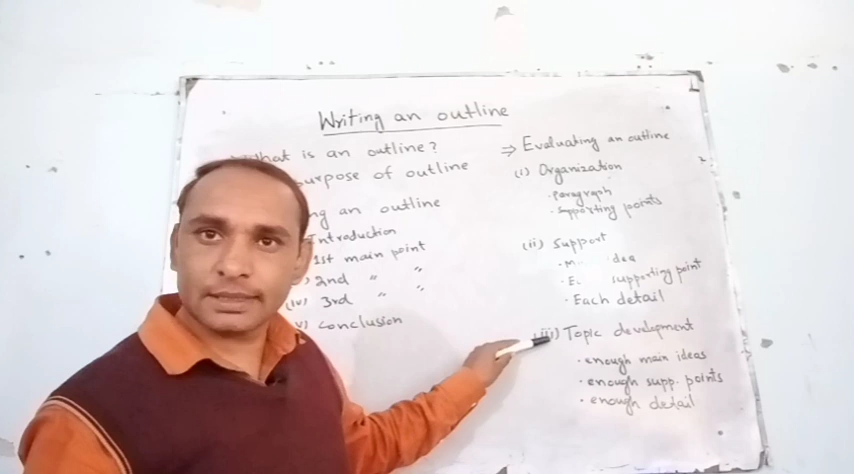 Writing an outline
What is an outline?
purpose of outline
an outline
Introduction
1st main point
2nd " "
(iv) 3rd " "
v) Conclusion
⇒ Evaluating an outline
(i) Organization
· paragraph
· supporting points
(ii) Support
· idea
· supporting point
· Each detail
(iii) Topic development
· enough main ideas
· enough supp. points
· enough detail